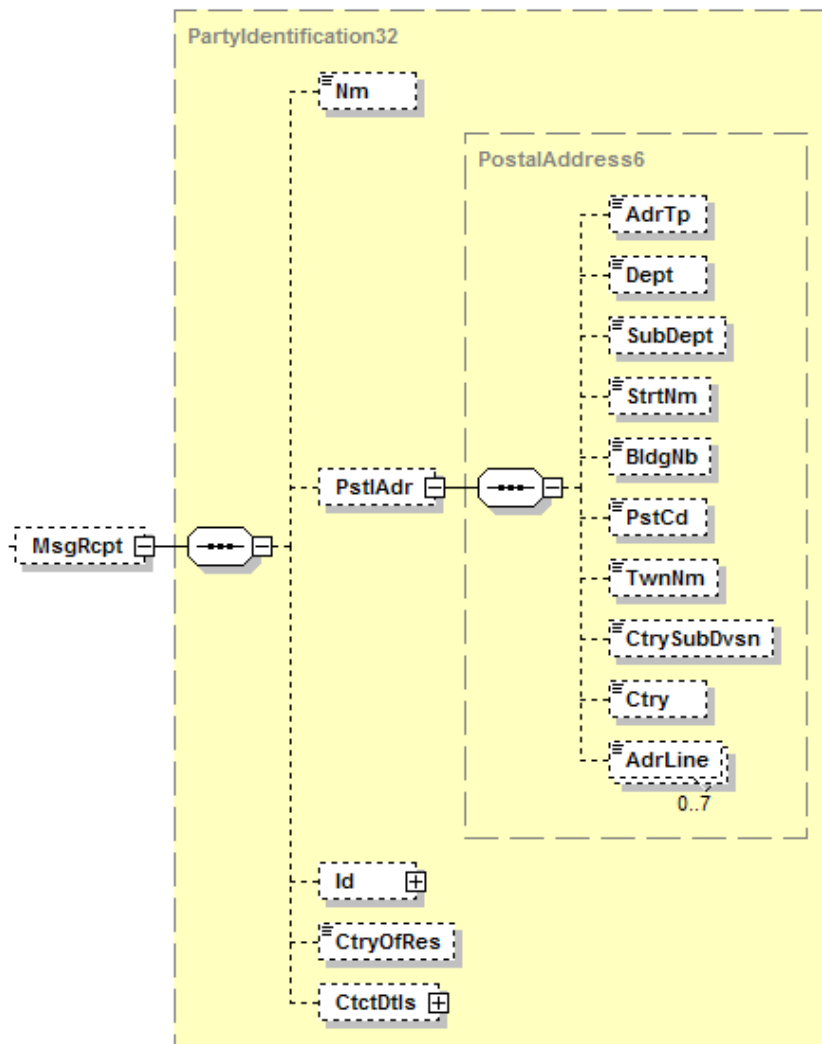 PartyIdentification32
Nm
PostalAddress6
AdrTp
Dept
SubDept
StrtNm
BldgNb
PstlAdr
PstCd
MsgRcpt
TwnNm
CtrySubDvsn
Ctry
AdrLine
0..7
Id
CtryOfRes
CtctDtls